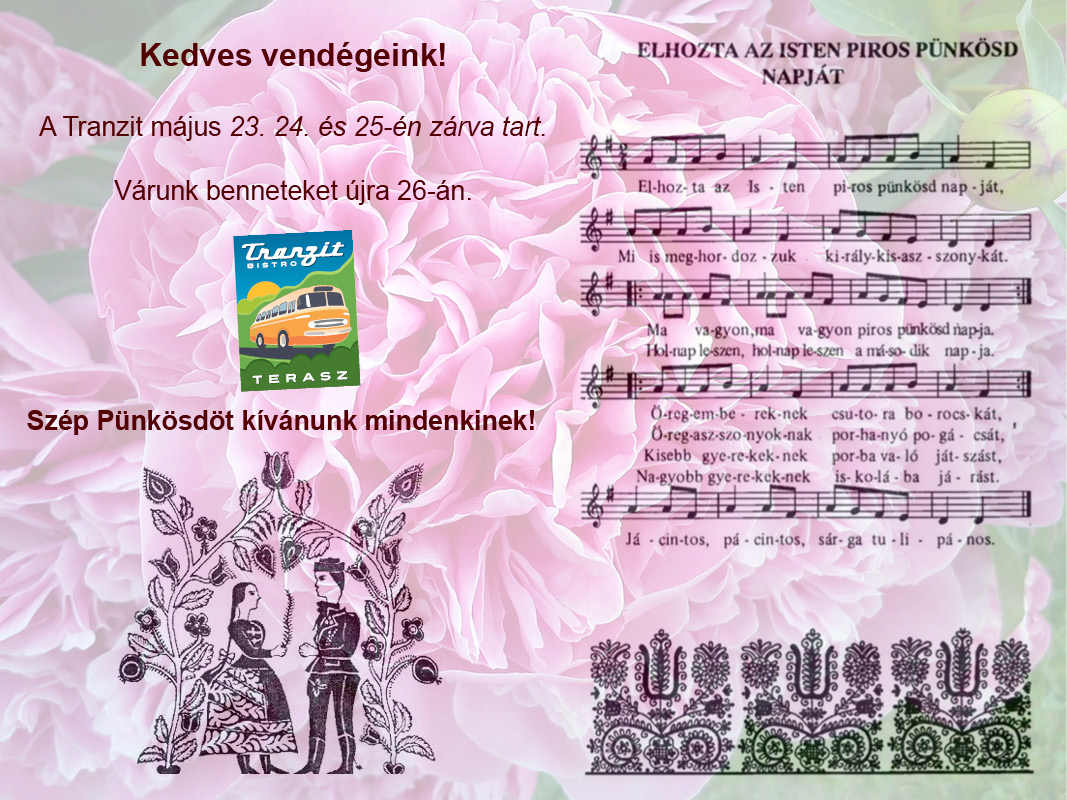 Kedves vendégeink!
A Tranzit május 23. 24. és 25-én zárva tart.
Várunk benneteket újra 26-án.
Tranzit
BISTRO
TERASZ
Szép Pünkösdöt kívánunk mindenkinek!
ELHOZTA AZ ISTEN PIROS PÜNKÖSD
NAPJÁT
El-hoz-ta az Is-ten pi-ros pünkösd nap-ját,
Mi is meg-hor-doz-zuk ki-rály-kis-asz-szony-kát.
Ma va-gyon,ma va-gyon piros pünkösd nap-ja.
Hol-nap le-szen, hol-nap le-szen a má-so-dik nap-ja.
Ö-reg-em-be-rek-nek csu-to-ra bo-rocs-kát,
Ö-reg-asz-szo-nyok-nak por-ha-nyó po-gá-csát,
Kisebb gye-re-kek-nek por-ba va-ló ját-szást,
Na-gyobb gye-re-kek-nek is-ko-lá-ba já-rást.
Já-cin-tos, pá-cin-tos, sár-ga tu-li-pá-nos.